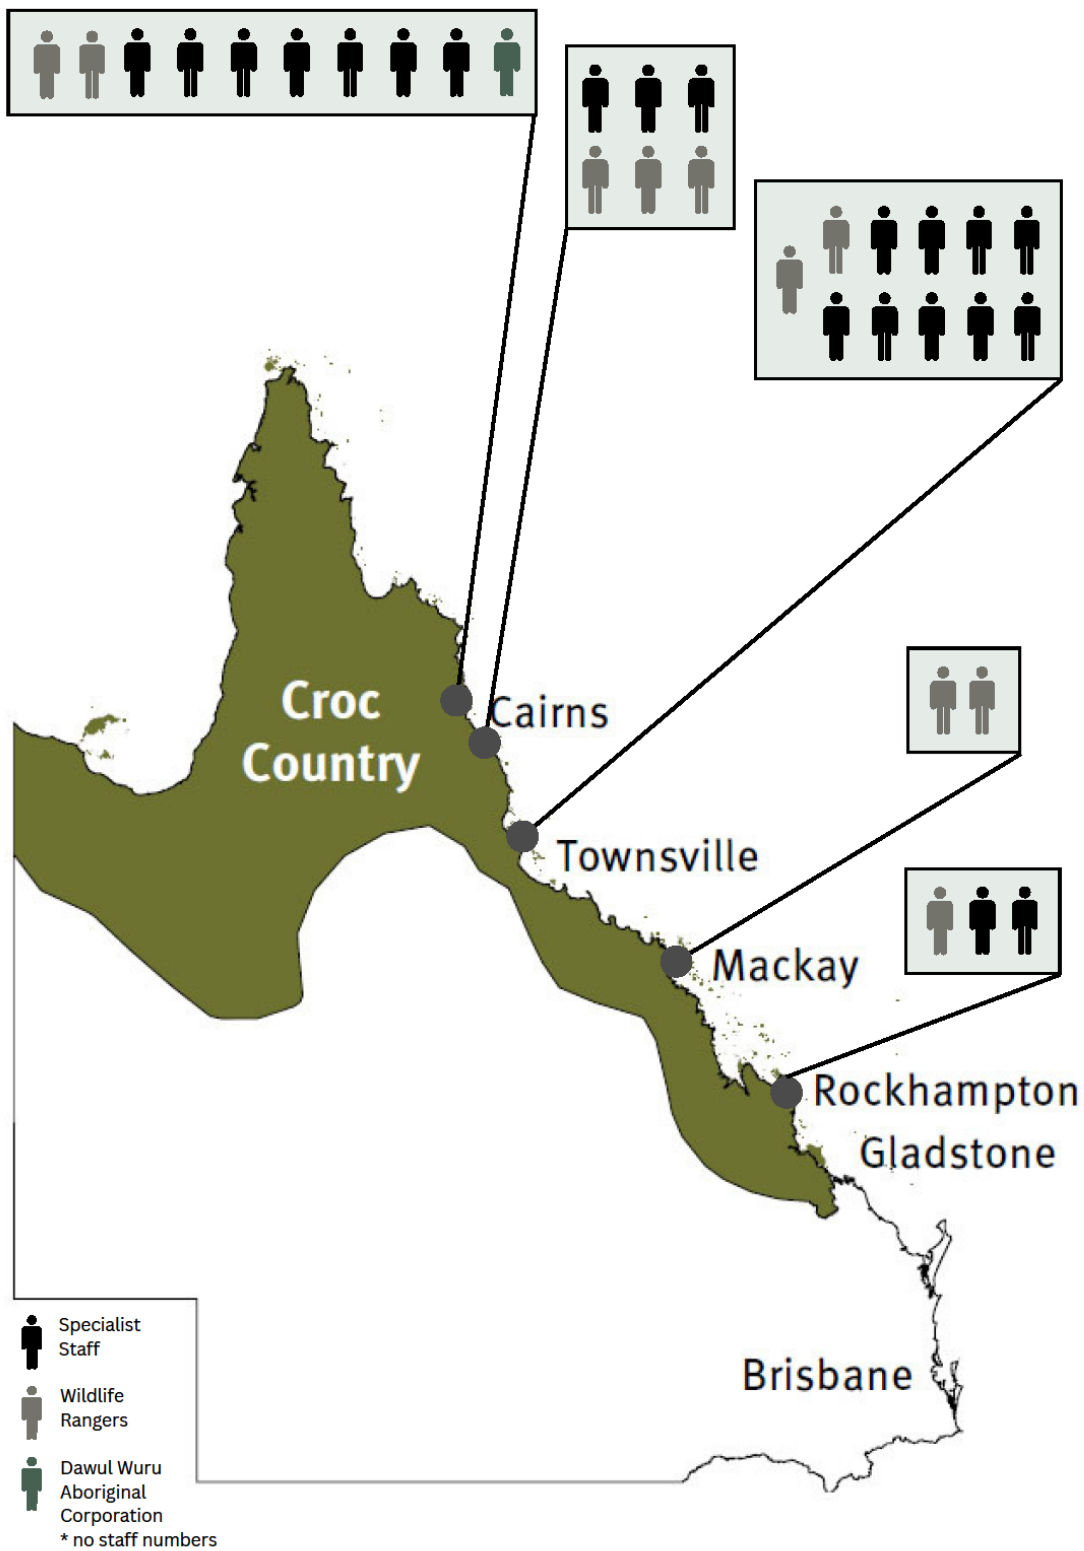 Croc
Country
Cairns
Townsville
Mackay
Rockhampton
Gladstone
Brisbane
Specialist
Staff
Wildlife
Rangers
Dawul Wuru
Aboriginal
Corporation
* no staff numbers